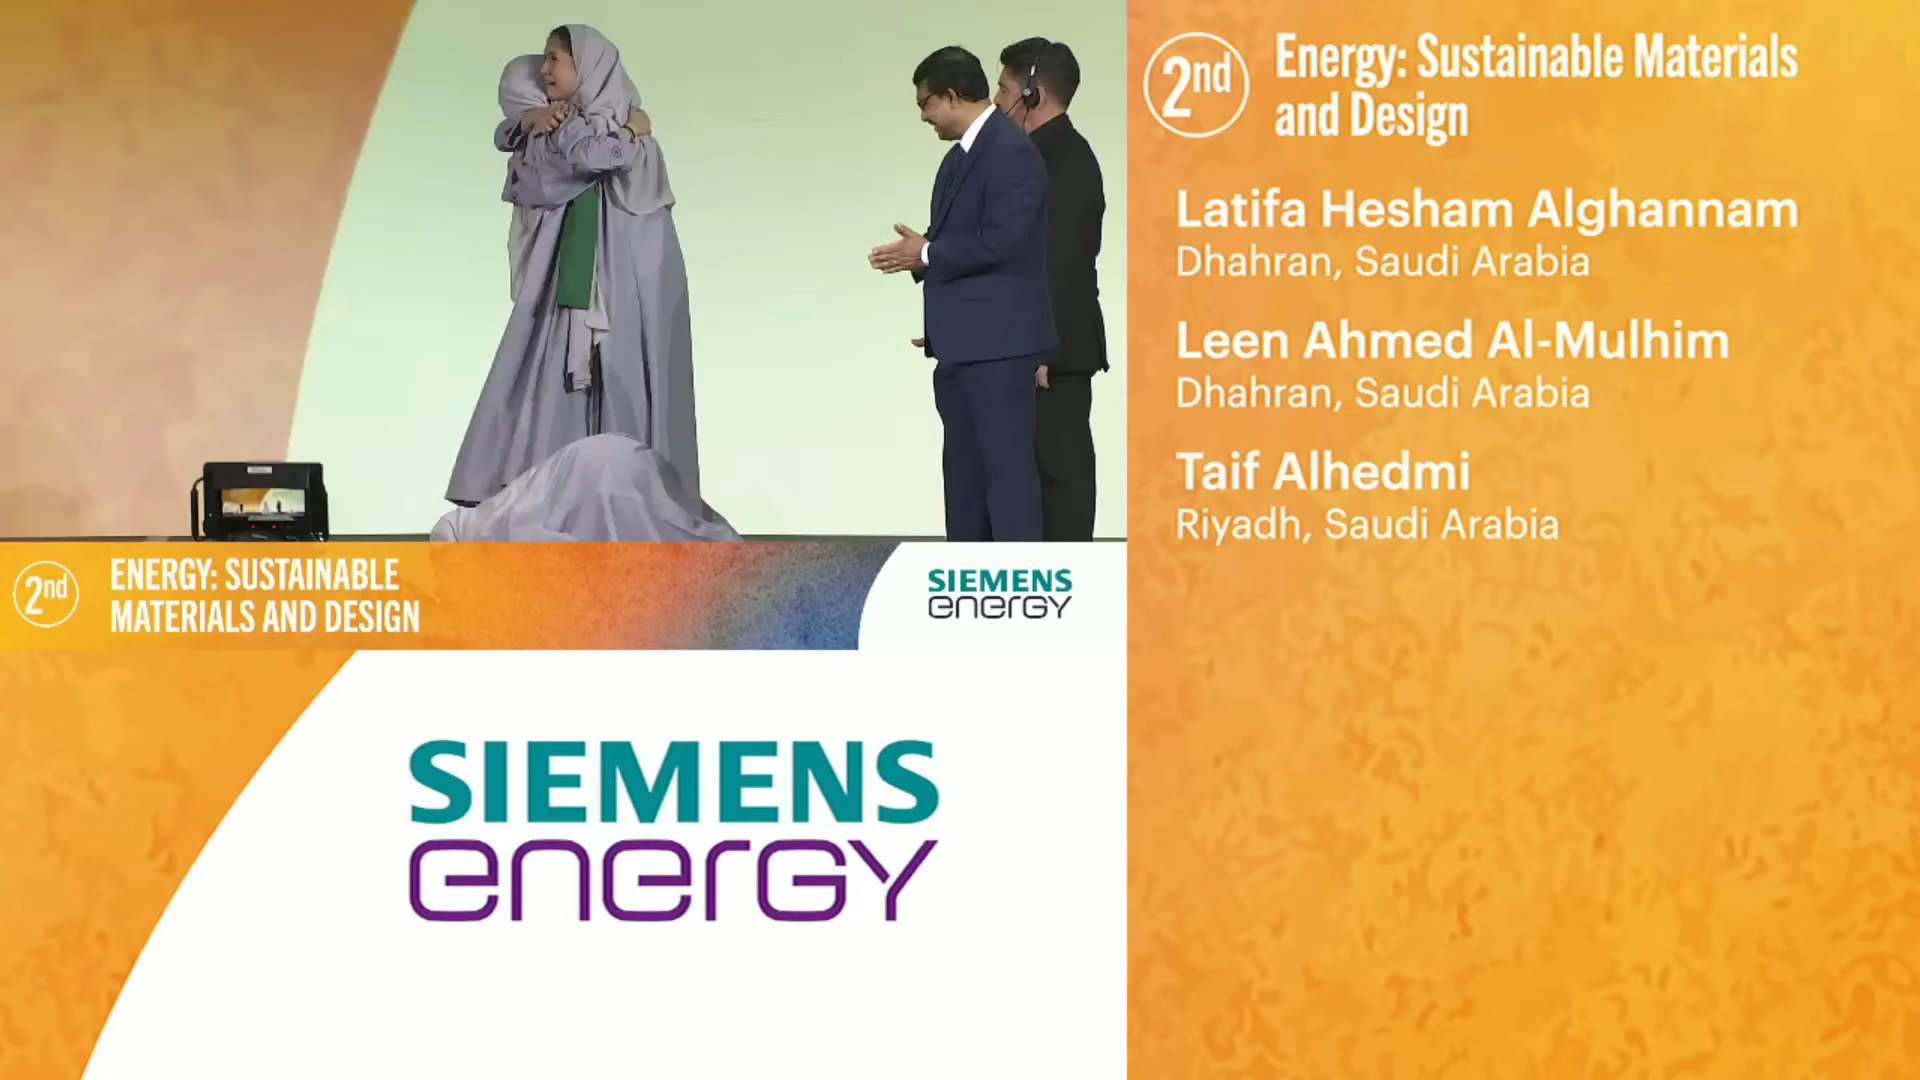 2nd
Energy: Sustainable Materials
and Design
Latifa Hesham Alghannam
Dhahran, Saudi Arabia
Leen Ahmed Al-Mulhim
Dhahran, Saudi Arabia
Taif Alhedmi
Riyadh, Saudi Arabia
2nd
ENERGY: SUSTAINABLE
MATERIALS AND DESIGN
SIEMENS
energy
SIEMENS
energy